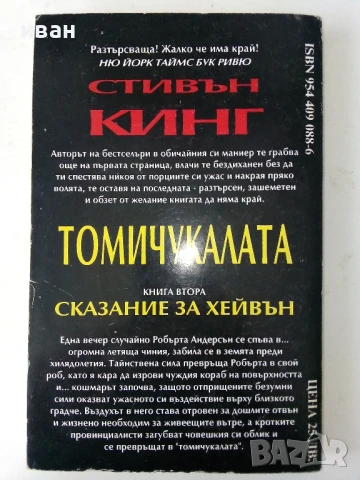 иван
Разтърсваща! Жалко че има край!
НЮ ЙОРК ТАЙМС БУК РИВЮ
СТИВЪН
КИНГ
Авторът на бестселъри в обичайния си маниер те грабва
още на първата страница, влачи те бездиханен без да
ти спестява никоя от порциите си ужас и накрая пряко
волята, те оставя на последната - разтърсен, зашеметен
и обзет от желание книгата да няма край.
ТОМИЧУКАЛАТА
КНИГА ВТОРА
СКАЗАНИЕ ЗА ХЕЙВЪН
Една вечер случайно Робърта Андерсън се спъва в...
огромна летяща чиния, забила се в земята преди
хилядолетия. Тайнствена сила превръща Робърта в свой
роб, като я кара да изрови чуждия кораб на повърхността
и... кошмарът започва, защото отприщените безумни
сили оказват ужасното си въздействие върху близкото
градче. Въздухът в него става отровен за дошлите отвън
и жизнено необходим за живеещите вътре, а кротките
провинциалисти загубват човешкия си облик и
се превръщат в "томичукалата".
ISBN 954 409 088-6
ЦЕНА 25 ЛВ.
BAZAR